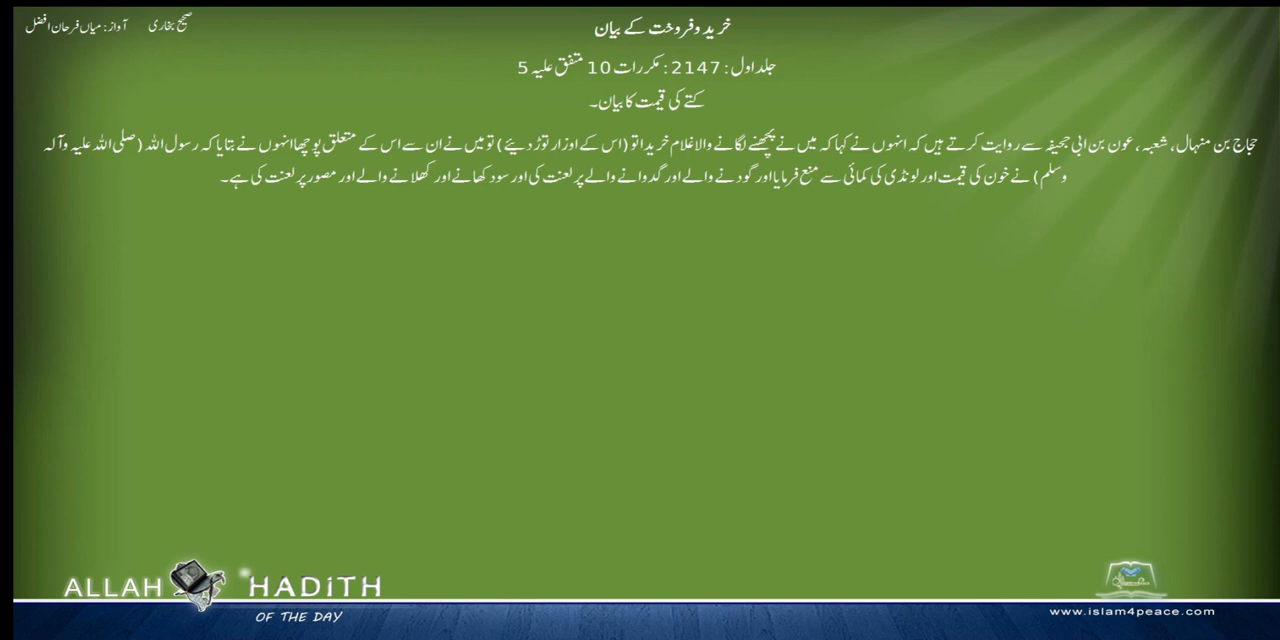 صحیح بخاری
آواز: میاں فرحان افضل
خرید و فروخت کے بیان
جلد اول: 2147: مکررات 10 متفق علیہ 5
کتے کی قیمت کا بیان۔
حجاج بن منہال، شعبہ، عون بن ابی جحیفہ سے روایت کرتے ہیں کہ انہوں نے کہا کہ میں نے پچھنے لگانے والا غلام خریدا تو (اس کے اوزار توڑ دیئے) تو میں نے ان سے اس کے متعلق پوچھا انہوں نے بتایا کہ رسول اللہ (صلی اللہ علیہ وآلہ
وسلم) نے خون کی قیمت اور لونڈی کی کمائی سے منع فرمایا اور گودنے والے اور گدوانے والے پر لعنت کی اور سود کھانے اور کھلانے والے اور مصور پر لعنت کی ہے۔
ALLAH HADITH
OF THE DAY
www.islam4peace.com